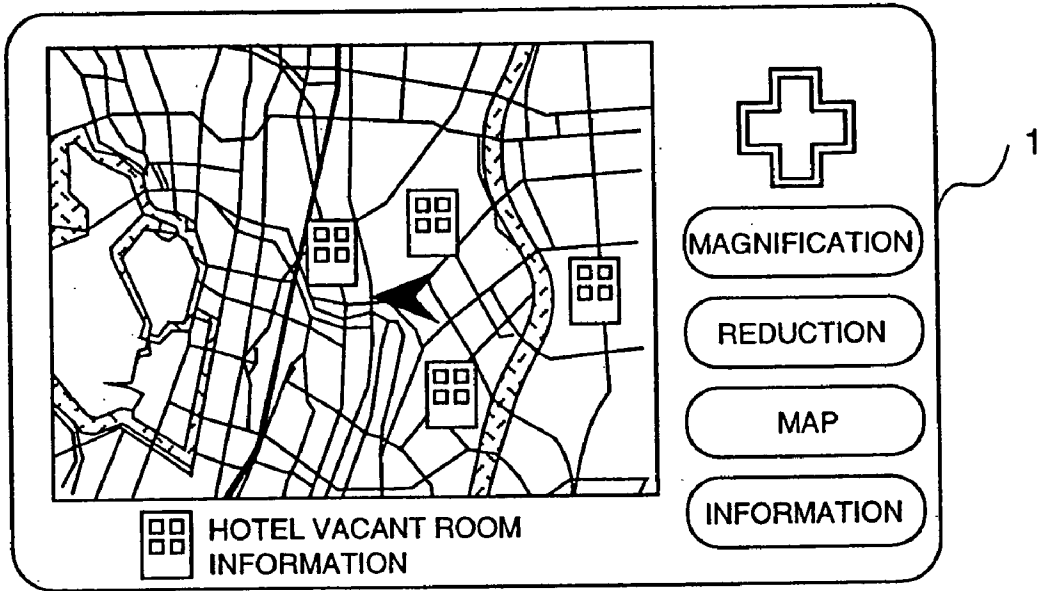 1
MAGNIFICATION
REDUCTION
MAP
INFORMATION
HOTEL VACANT ROOM
INFORMATION